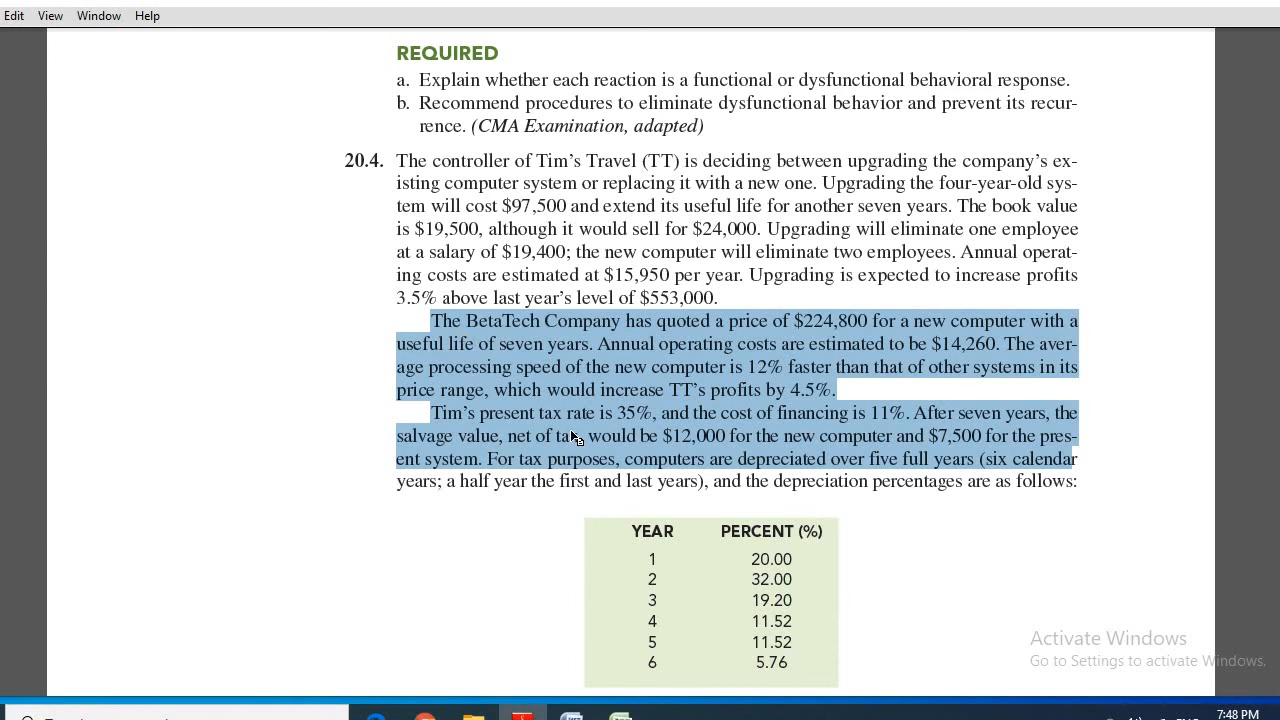 Edit View Window Help
REQUIRED
a. Explain whether each reaction is a functional or dysfunctional behavioral response.
b. Recommend procedures to eliminate dysfunctional behavior and prevent its recur-
rence. (CMA Examination, adapted)
20.4. The controller of Tim's Travel (TT) is deciding between upgrading the company's ex-
isting computer system or replacing it with a new one. Upgrading the four-year-old sys-
tem will cost $97,500 and extend its useful life for another seven years. The book value
is $19,500, although it would sell for $24,000. Upgrading will eliminate one employee
at a salary of $19,400; the new computer will eliminate two employees. Annual operat-
ing costs are estimated at $15,950 per year. Upgrading is expected to increase profits
3.5% above last year's level of $553,000.
The BetaTech Company has quoted a price of $224,800 for a new computer with a
useful life of seven years. Annual operating costs are estimated to be $14,260. The aver-
age processing speed of the new computer is 12% faster than that of other systems in its
price range, which would increase TT's profits by 4.5%.
Tim's present tax rate is 35%, and the cost of financing is 11%. After seven years, the
salvage value, net of tax, would be $12,000 for the new computer and $7,500 for the pres-
ent system. For tax purposes, computers are depreciated over five full years (six calendar
years; a half year the first and last years), and the depreciation percentages are as follows:
YEAR PERCENT (%)
1 20.00
2 32.00
3 19.20
4 11.52
5 11.52
6 5.76
Activate Windows
Go to Settings to activate Windows.
7:48 PM